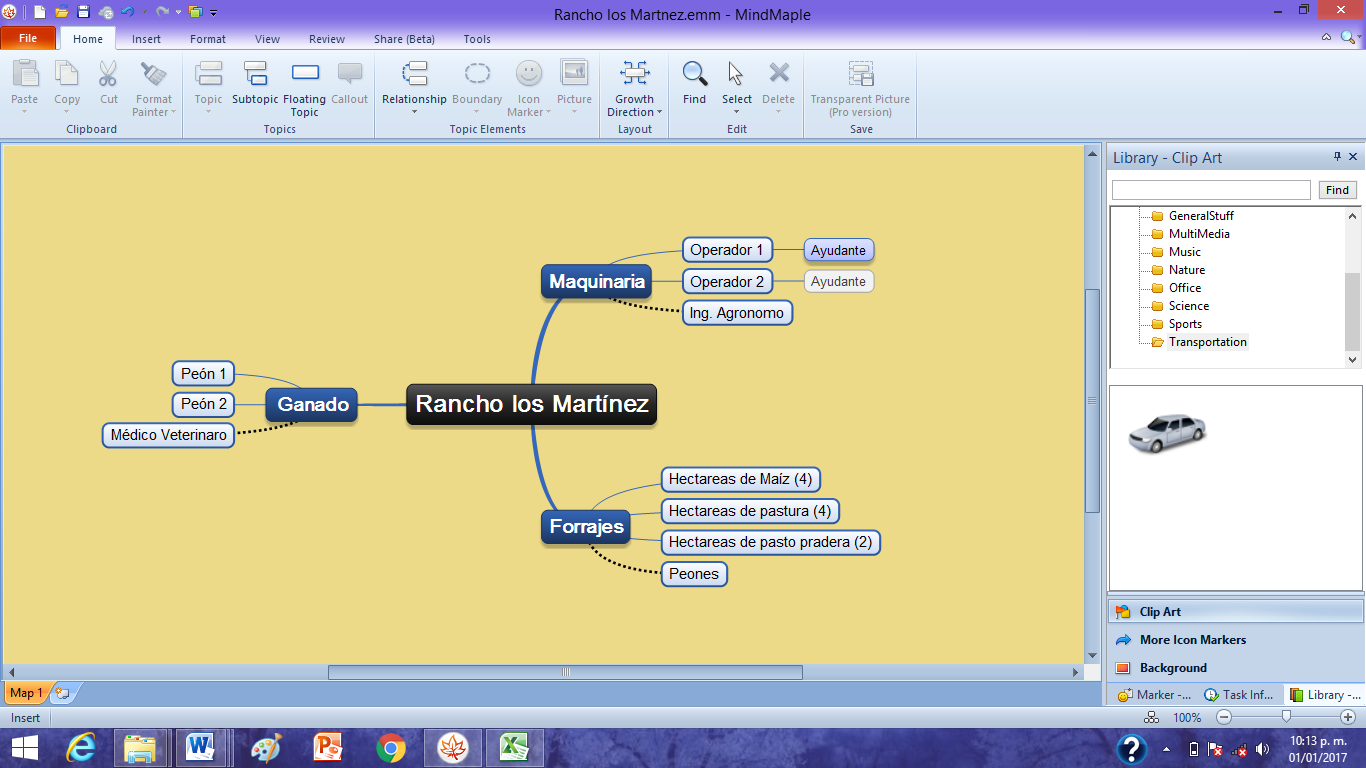 Rancho los Martnez.emm - MindMaple
File Home Insert Format View Review Share (Beta) Tools
Paste Copy Cut Format Painter
Clipboard
Topic Subtopic Floating Topic Callout
Topics
Relationship Boundary Icon Marker Picture
Topic Elements
Growth Direction
Layout
Find Select Delete
Edit
Transparent Picture (Pro version)
Save
Rancho los Martínez
Maquinaria
Operador 1
Ayudante
Operador 2
Ayudante
Ing. Agronomo
Ganado
Peón 1
Peón 2
Médico Veterinaro
Forrajes
Hectareas de Maíz (4)
Hectareas de pastura (4)
Hectareas de pasto pradera (2)
Peones
Library - Clip Art
Find
GeneralStuff
MultiMedia
Music
Nature
Office
Science
Sports
Transportation
Clip Art
More Icon Markers
Background
Marker -... Task Inf... Library -...
Map 1
Insert
100%
10:13 p. m.
01/01/2017